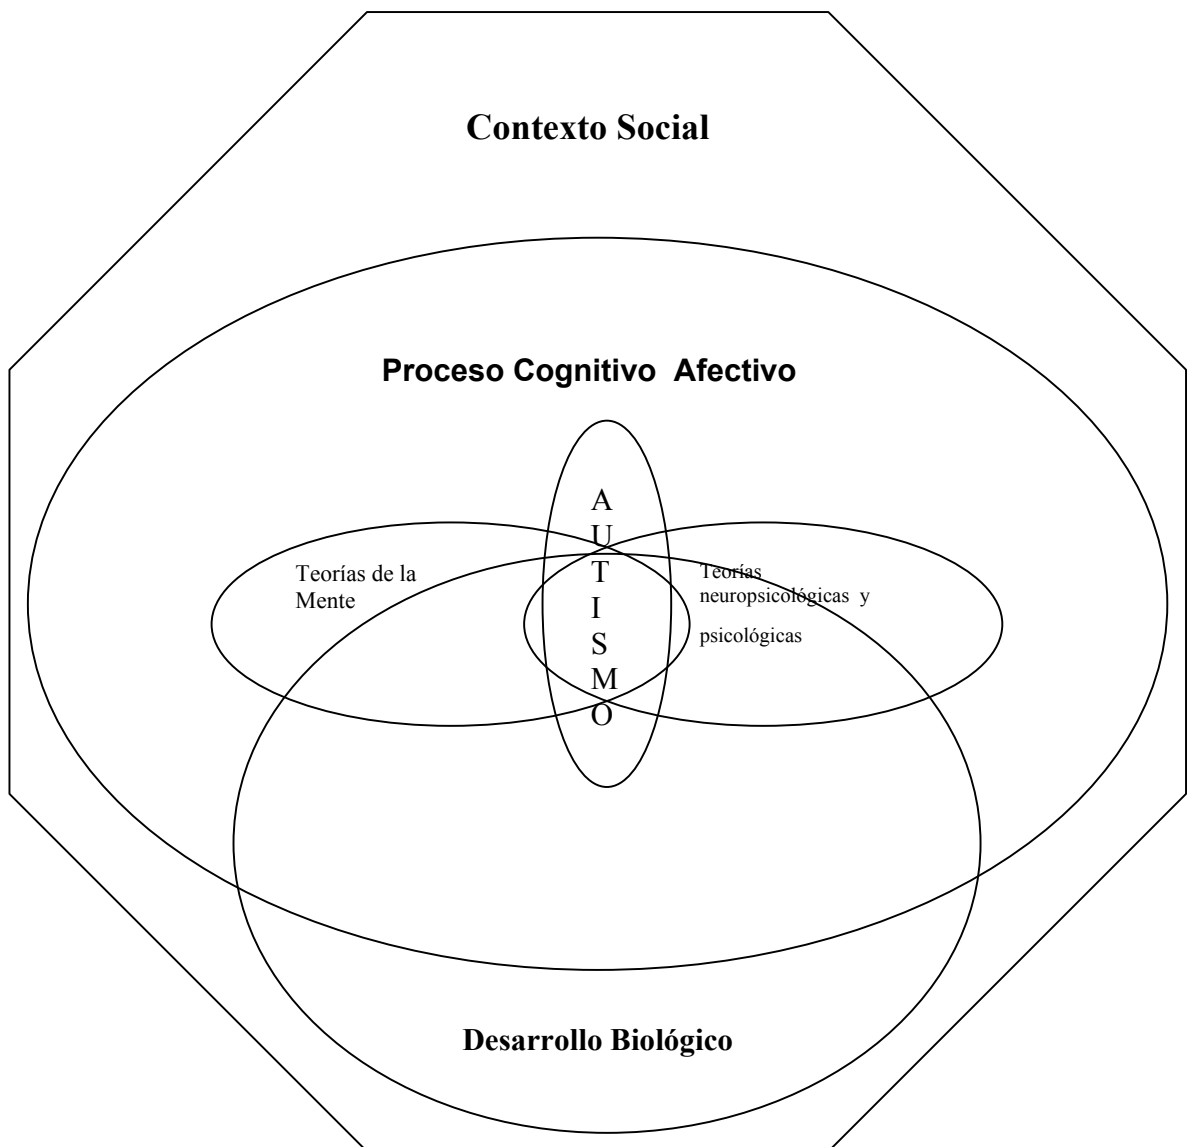 Contexto Social
Proceso Cognitivo Afectivo
A
U
T
I
S
M
O
Teorías de la
Mente
Teorías
neuropsicológicas y
psicológicas
Desarrollo Biológico